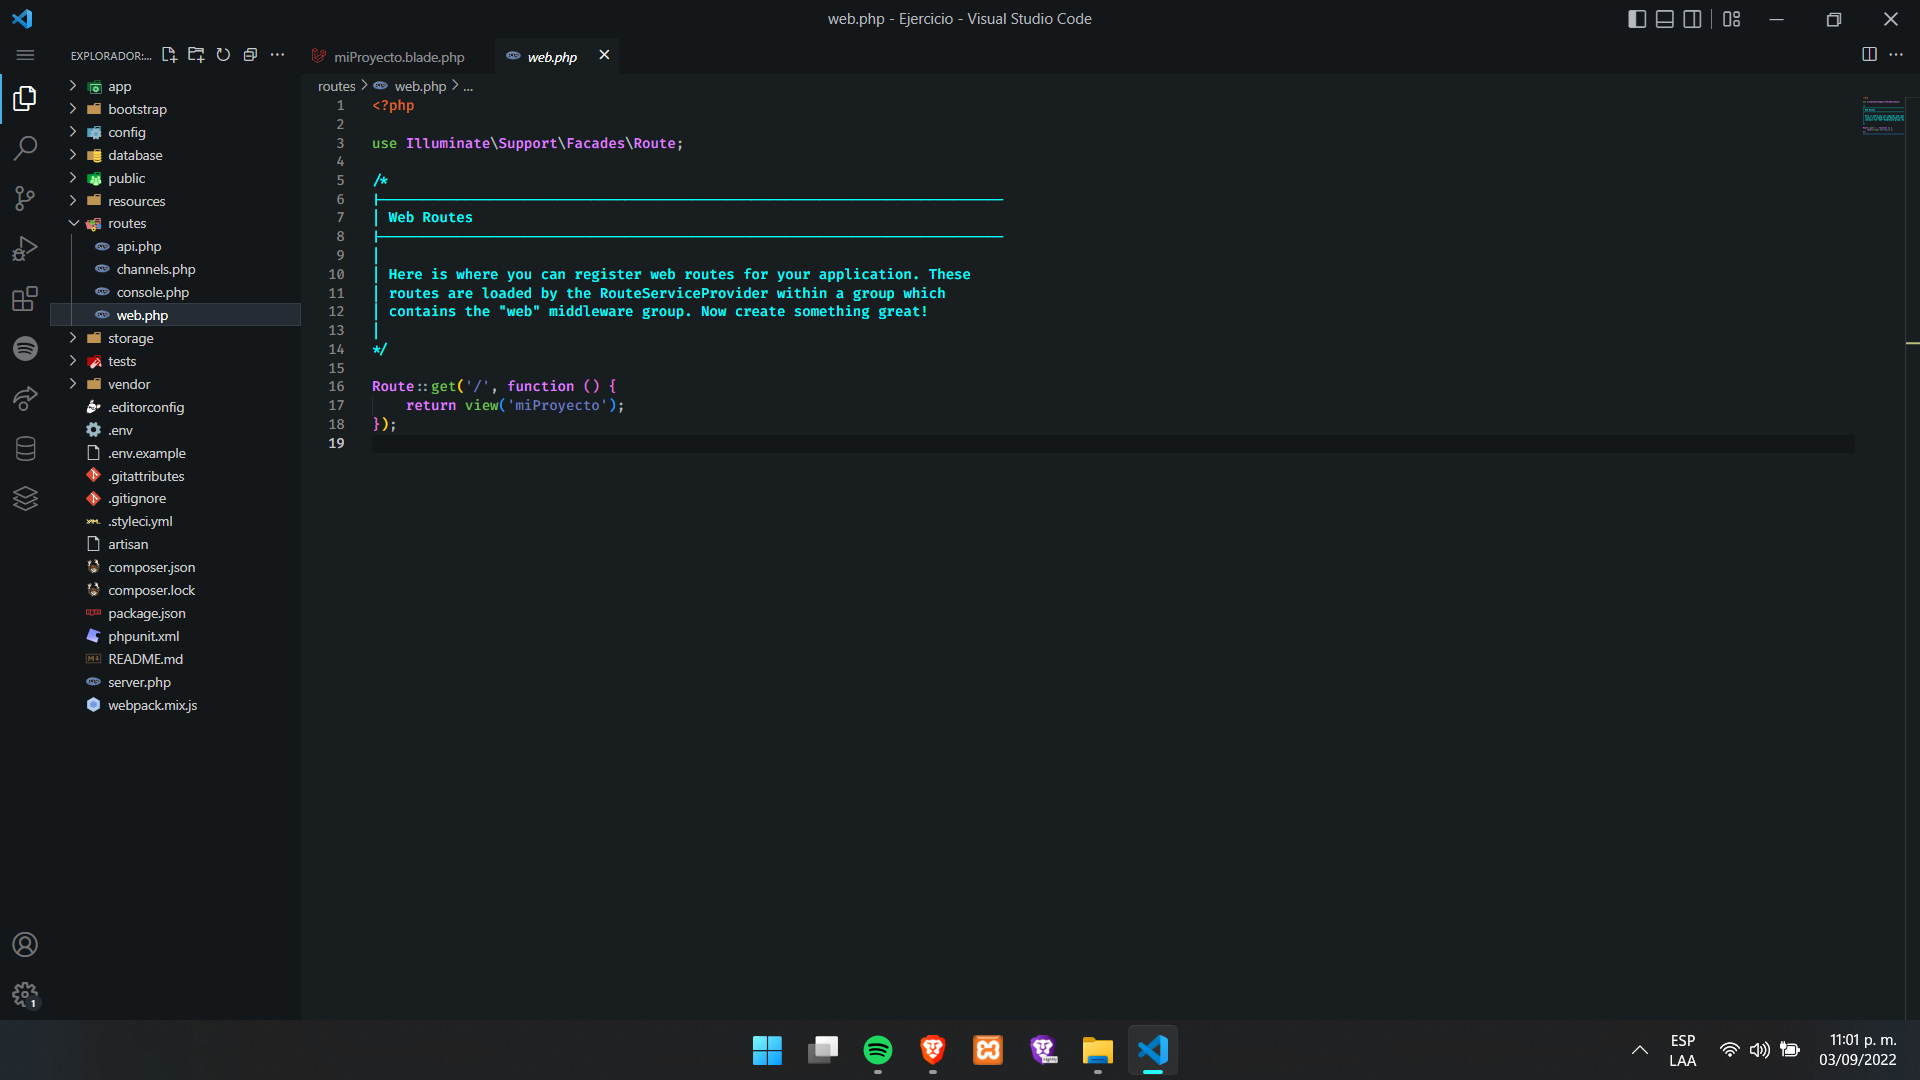 web.php - Ejercicio - Visual Studio Code
EXPLORADOR:...
miProyecto.blade.php
web.php
routes > web.php > ...
app
bootstrap
config
database
public
resources
routes
api.php
channels.php
console.php
web.php
storage
tests
vendor
.editorconfig
.env
.env.example
.gitattributes
.gitignore
.styleci.yml
artisan
composer.json
composer.lock
package.json
phpunit.xml
README.md
server.php
webpack.mix.js
1 <?php
2
3 use Illuminate\Support\Facades\Route;
4
5 /*
6 |--------------------------------------------------------------------------
7 | Web Routes
8 |--------------------------------------------------------------------------
9 |
10 | Here is where you can register web routes for your application. These
11 | routes are loaded by the RouteServiceProvider within a group which
12 | contains the "web" middleware group. Now create something great!
13 |
14 */
15
16 Route::get('/', function () {
17     return view('miProyecto');
18 });
19
1
ESP
LAA
11:01 p. m.
03/09/2022